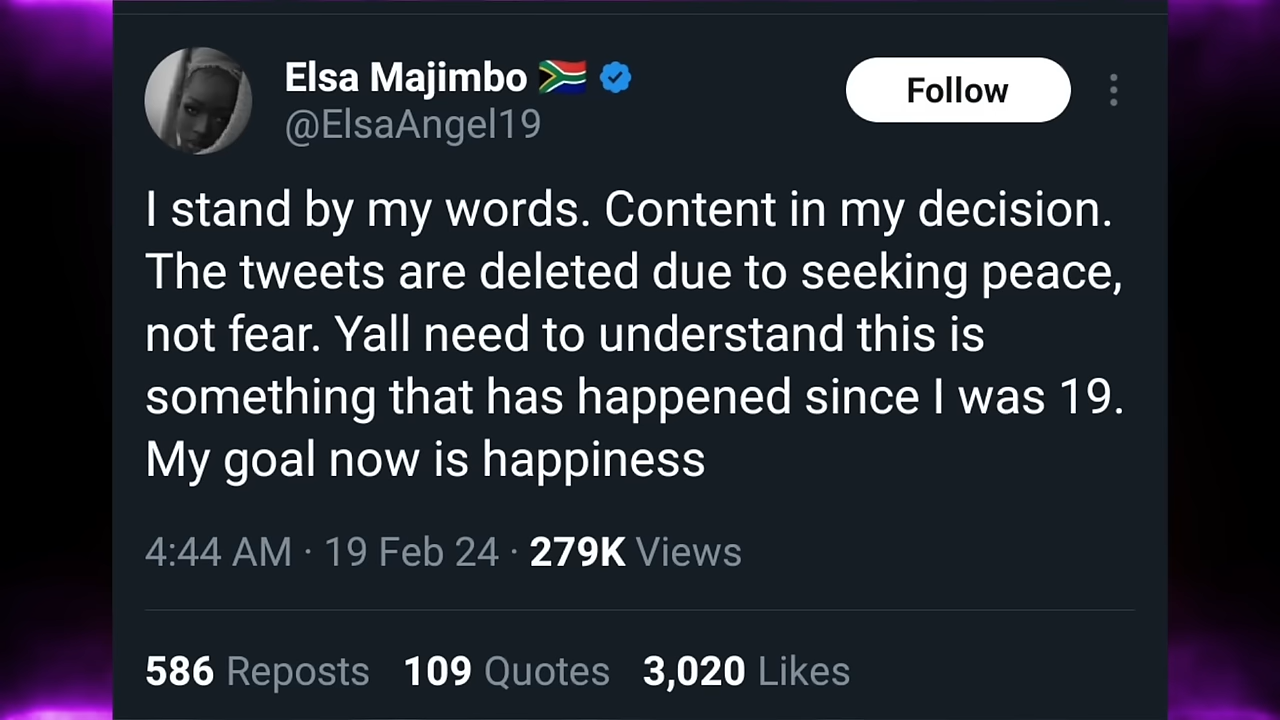 Elsa Majimbo 🇿🇦
@ElsaAngel19
Follow
I stand by my words. Content in my decision.
The tweets are deleted due to seeking peace,
not fear. Yall need to understand this is
something that has happened since I was 19.
My goal now is happiness
4:44 AM · 19 Feb 24 · 279K Views
586 Reposts 109 Quotes 3,020 Likes